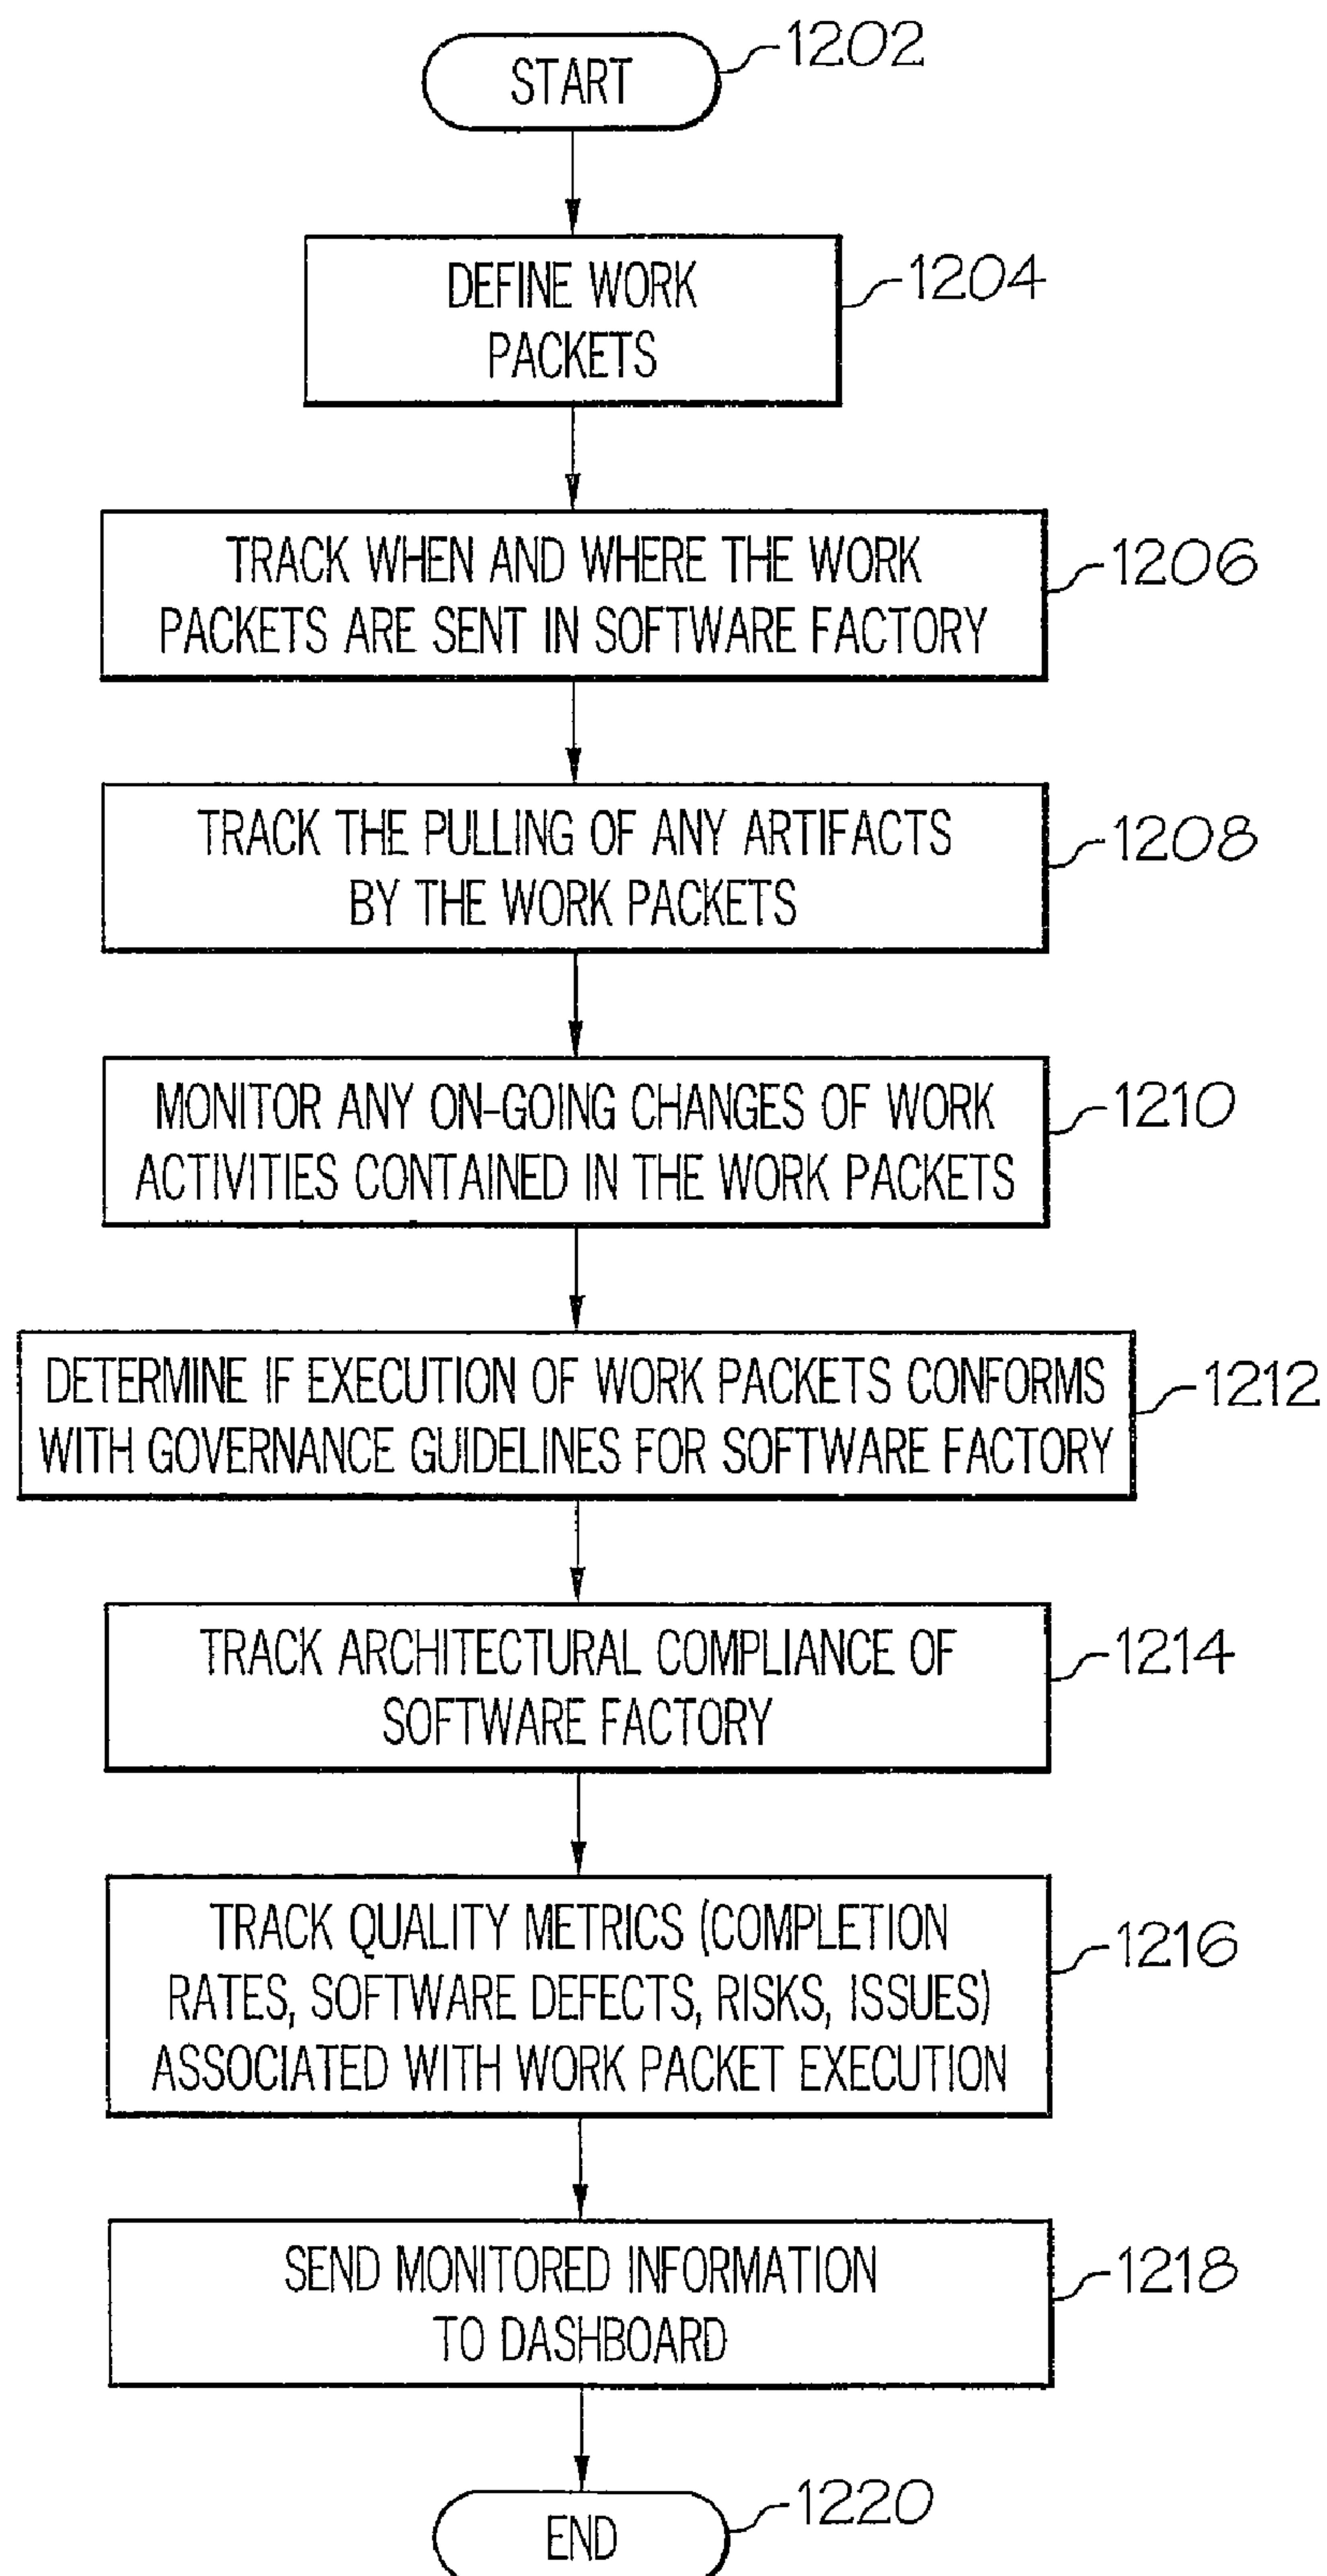 START
1202
DEFINE WORK
PACKETS
1204
TRACK WHEN AND WHERE THE WORK
PACKETS ARE SENT IN SOFTWARE FACTORY
1206
TRACK THE PULLING OF ANY ARTIFACTS
BY THE WORK PACKETS
1208
MONITOR ANY ON-GOING CHANGES OF WORK
ACTIVITIES CONTAINED IN THE WORK PACKETS
1210
DETERMINE IF EXECUTION OF WORK PACKETS CONFORMS
WITH GOVERNANCE GUIDELINES FOR SOFTWARE FACTORY
1212
TRACK ARCHITECTURAL COMPLIANCE OF
SOFTWARE FACTORY
1214
TRACK QUALITY METRICS (COMPLETION
RATES, SOFTWARE DEFECTS, RISKS, ISSUES)
ASSOCIATED WITH WORK PACKET EXECUTION
1216
SEND MONITORED INFORMATION
TO DASHBOARD
1218
END
1220